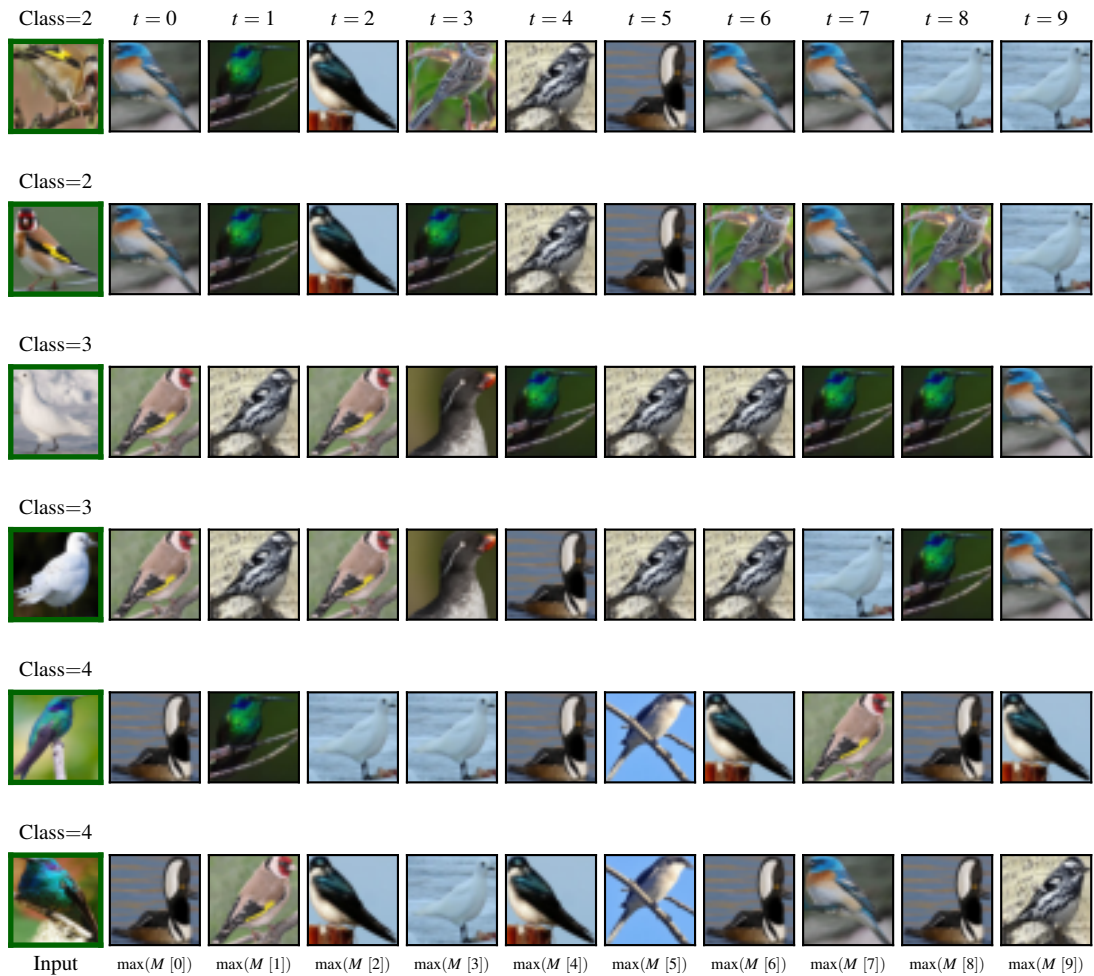 Class=2 t = 0 t = 1 t = 2 t = 3 t = 4 t = 5 t = 6 t = 7 t = 8 t = 9
Class=2
Class=3
Class=3
Class=4
Class=4
Input max(M [0]) max(M [1]) max(M [2]) max(M [3]) max(M [4]) max(M [5]) max(M [6]) max(M [7]) max(M [8]) max(M [9])